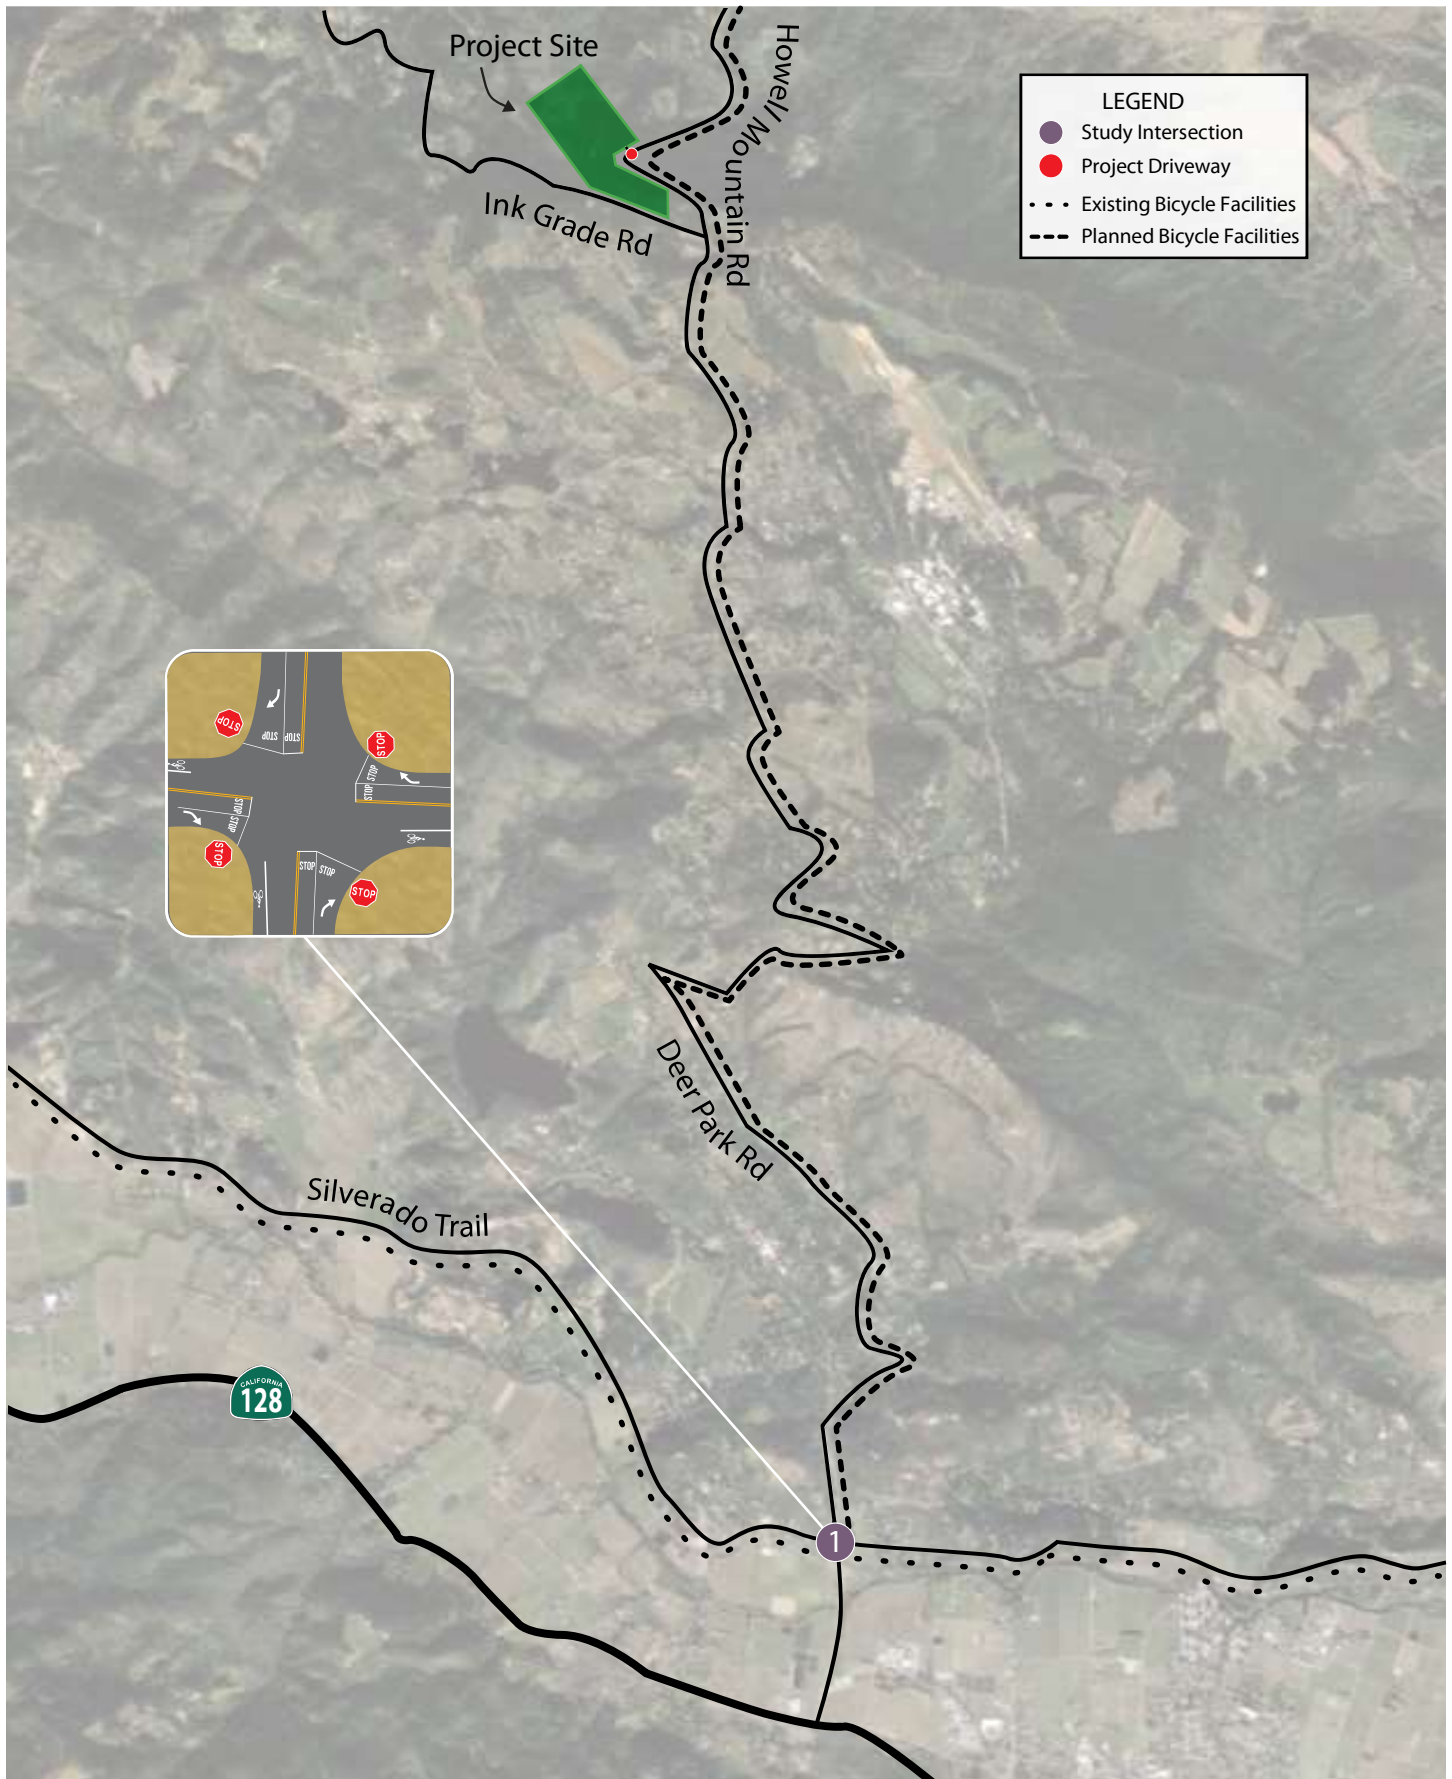 Project Site
Howell Mountain Rd
LEGEND
Study Intersection
Project Driveway
Existing Bicycle Facilities
Planned Bicycle Facilities
Ink Grade Rd
STOP
STOP
STOP
STOP
STOP
STOP
STOP
STOP
STOP
STOP
STOP
STOP
Deer Park Rd
Silverado Trail
CALIFORNIA
128
1